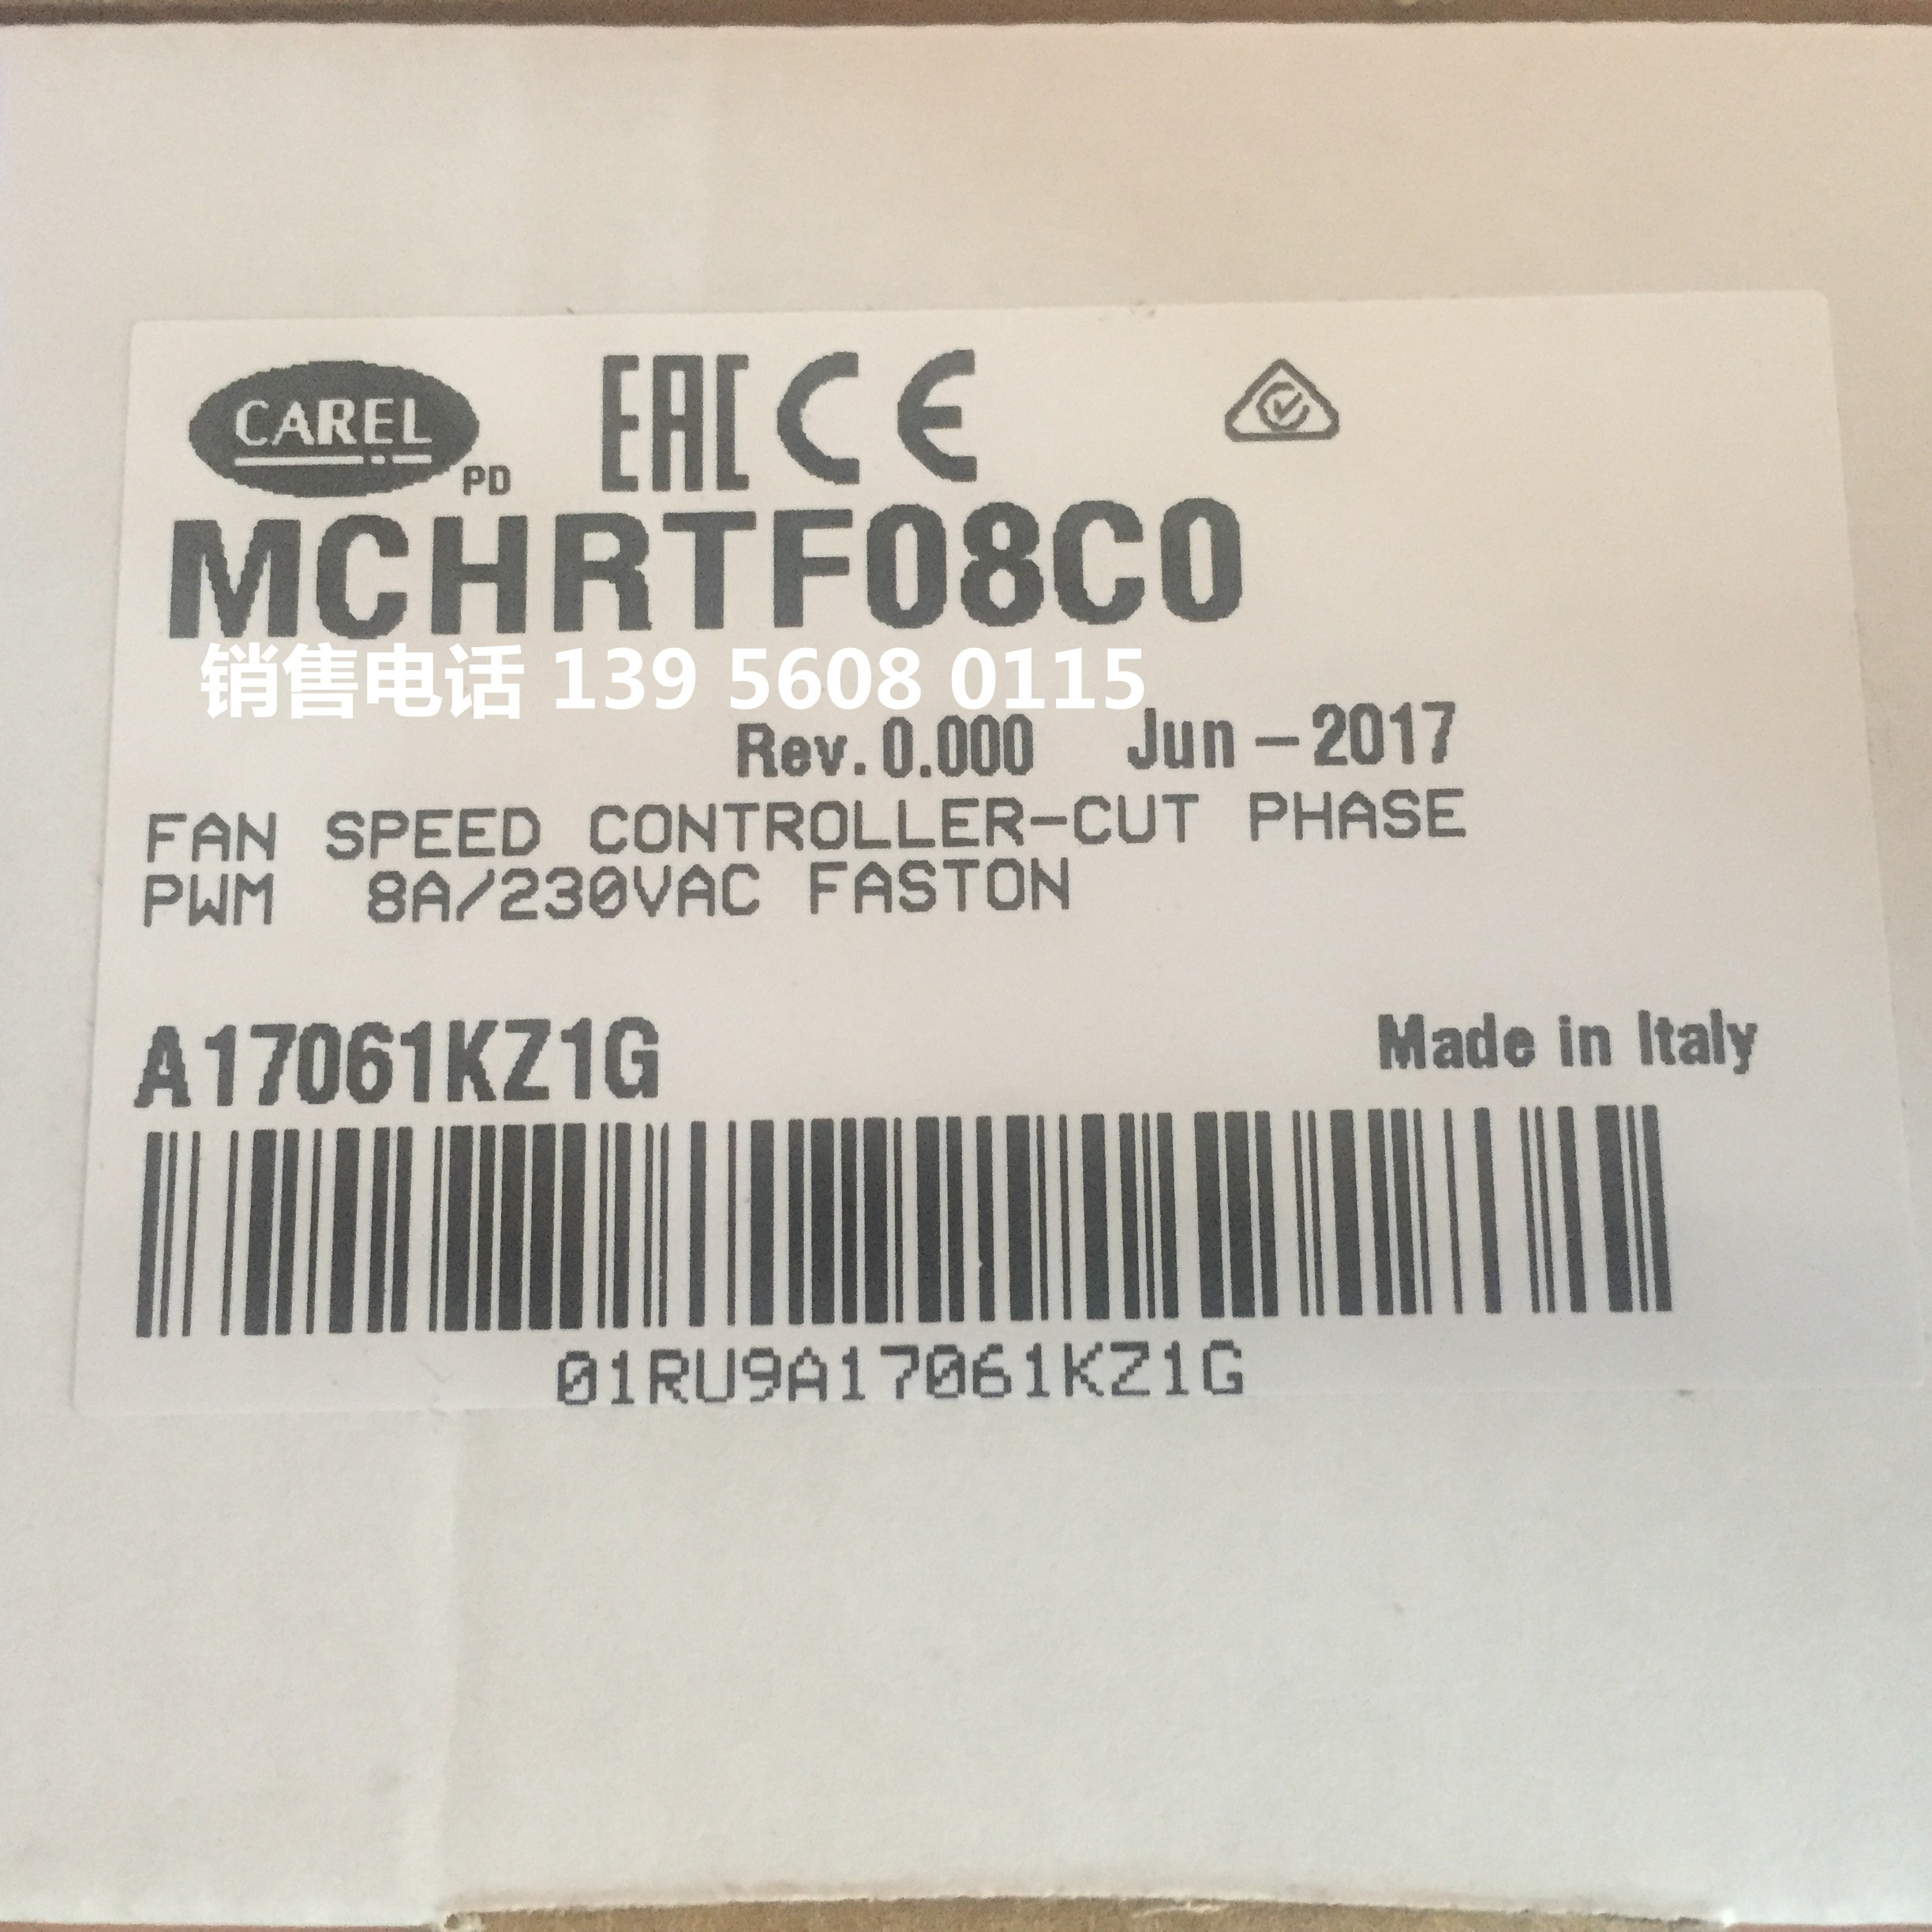 CAREL PD EAC CE
MCHRTF08C0
销售电话 139 5608 0115
Rev. 0.000 Jun-2017
FAN SPEED CONTROLLER-CUT PHASE
PWM 8A/230VAC FASTON
A17061KZ1G Made in Italy
01RU9A17061KZ1G